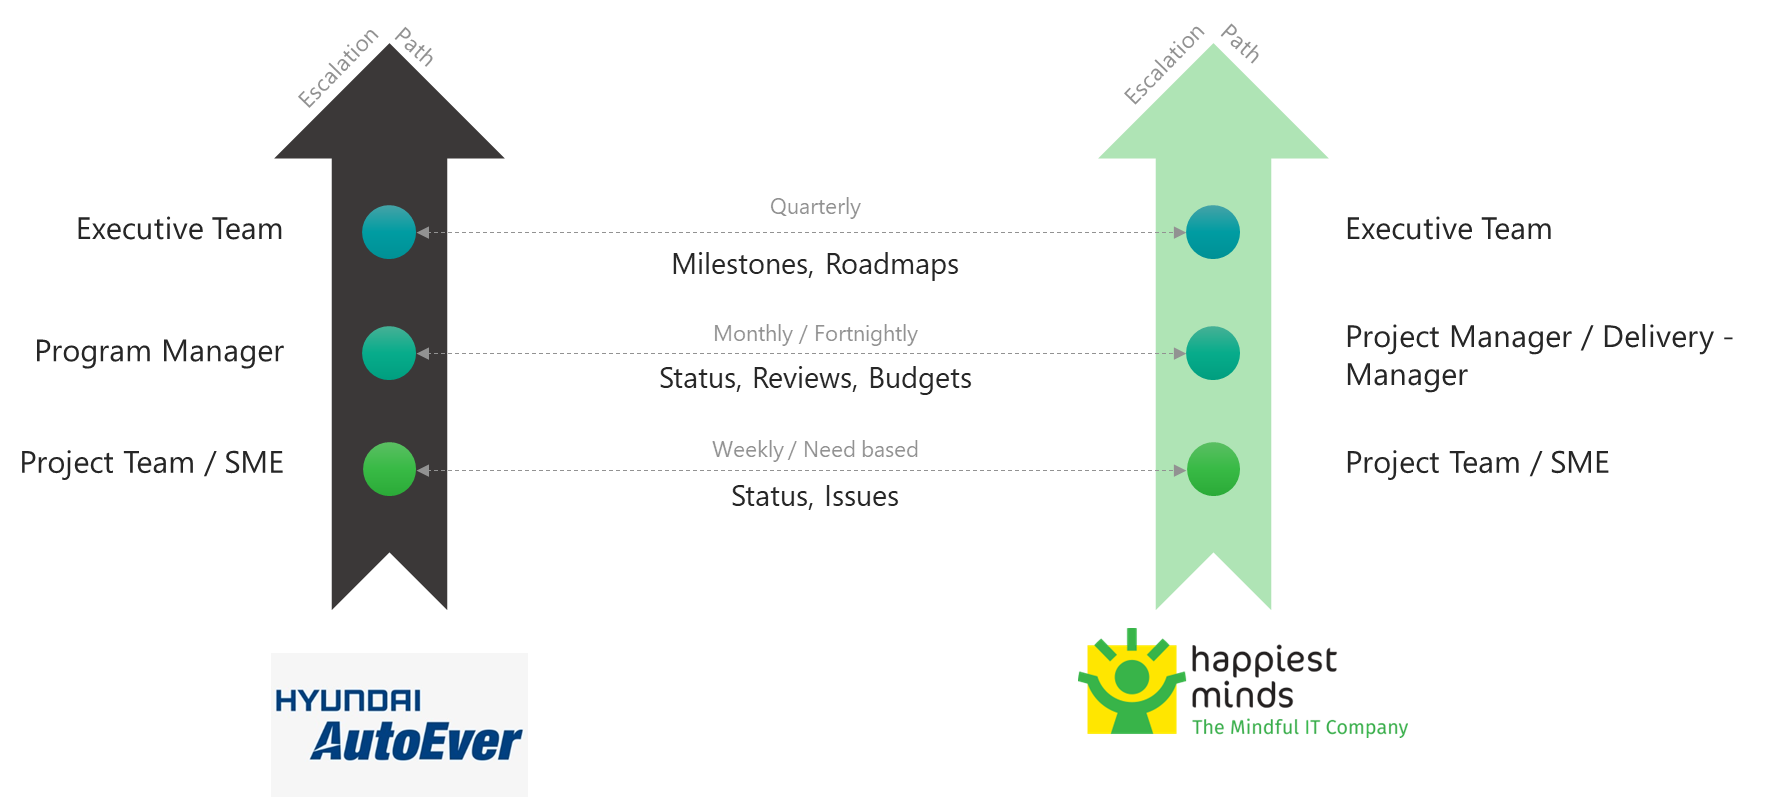 Escalation Path
Escalation Path
Quarterly
Executive Team
Executive Team
Milestones, Roadmaps
Monthly / Fortnightly
Program Manager
Project Manager / Delivery -
Manager
Status, Reviews, Budgets
Weekly / Need based
Project Team / SME
Project Team / SME
Status, Issues
HYUNDAI
AutoEver
happiest
minds
The Mindful IT Company